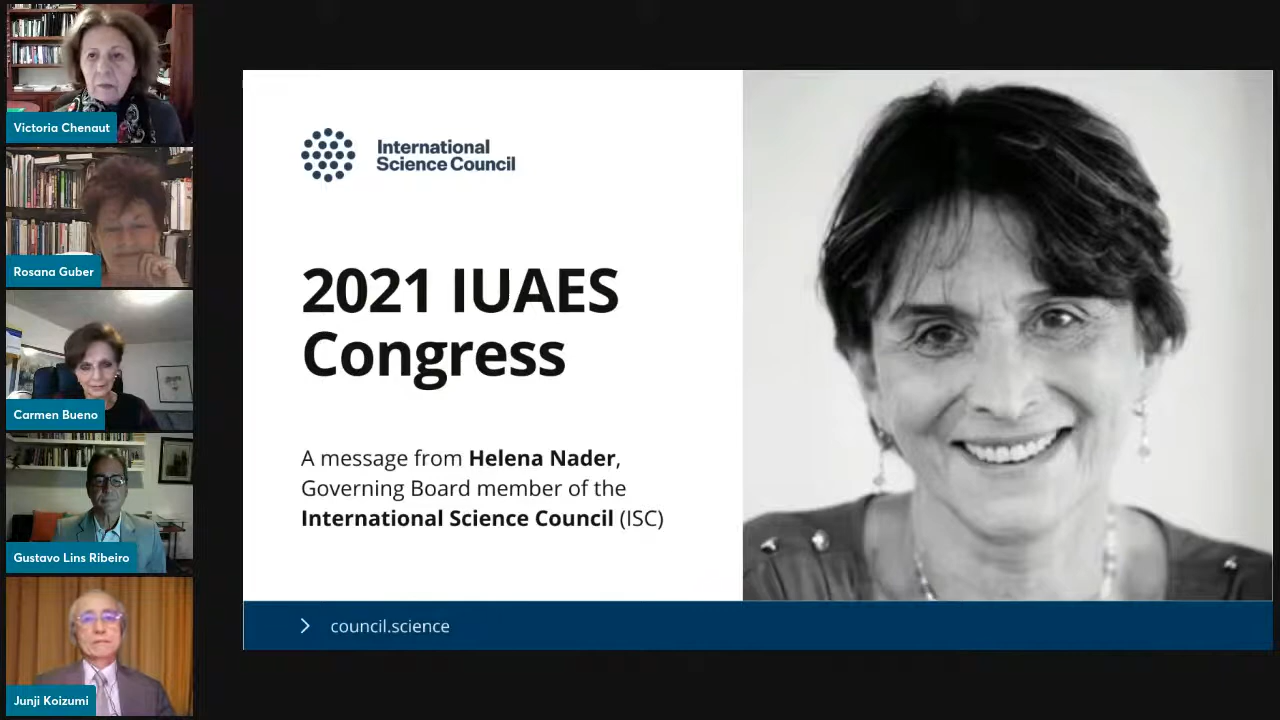 Victoria Chenaut
Rosana Guber
Carmen Bueno
Gustavo Lins Ribeiro
Junji Koizumi
International
Science Council
2021 IUAES
Congress
A message from Helena Nader,
Governing Board member of the
International Science Council (ISC)
council.science